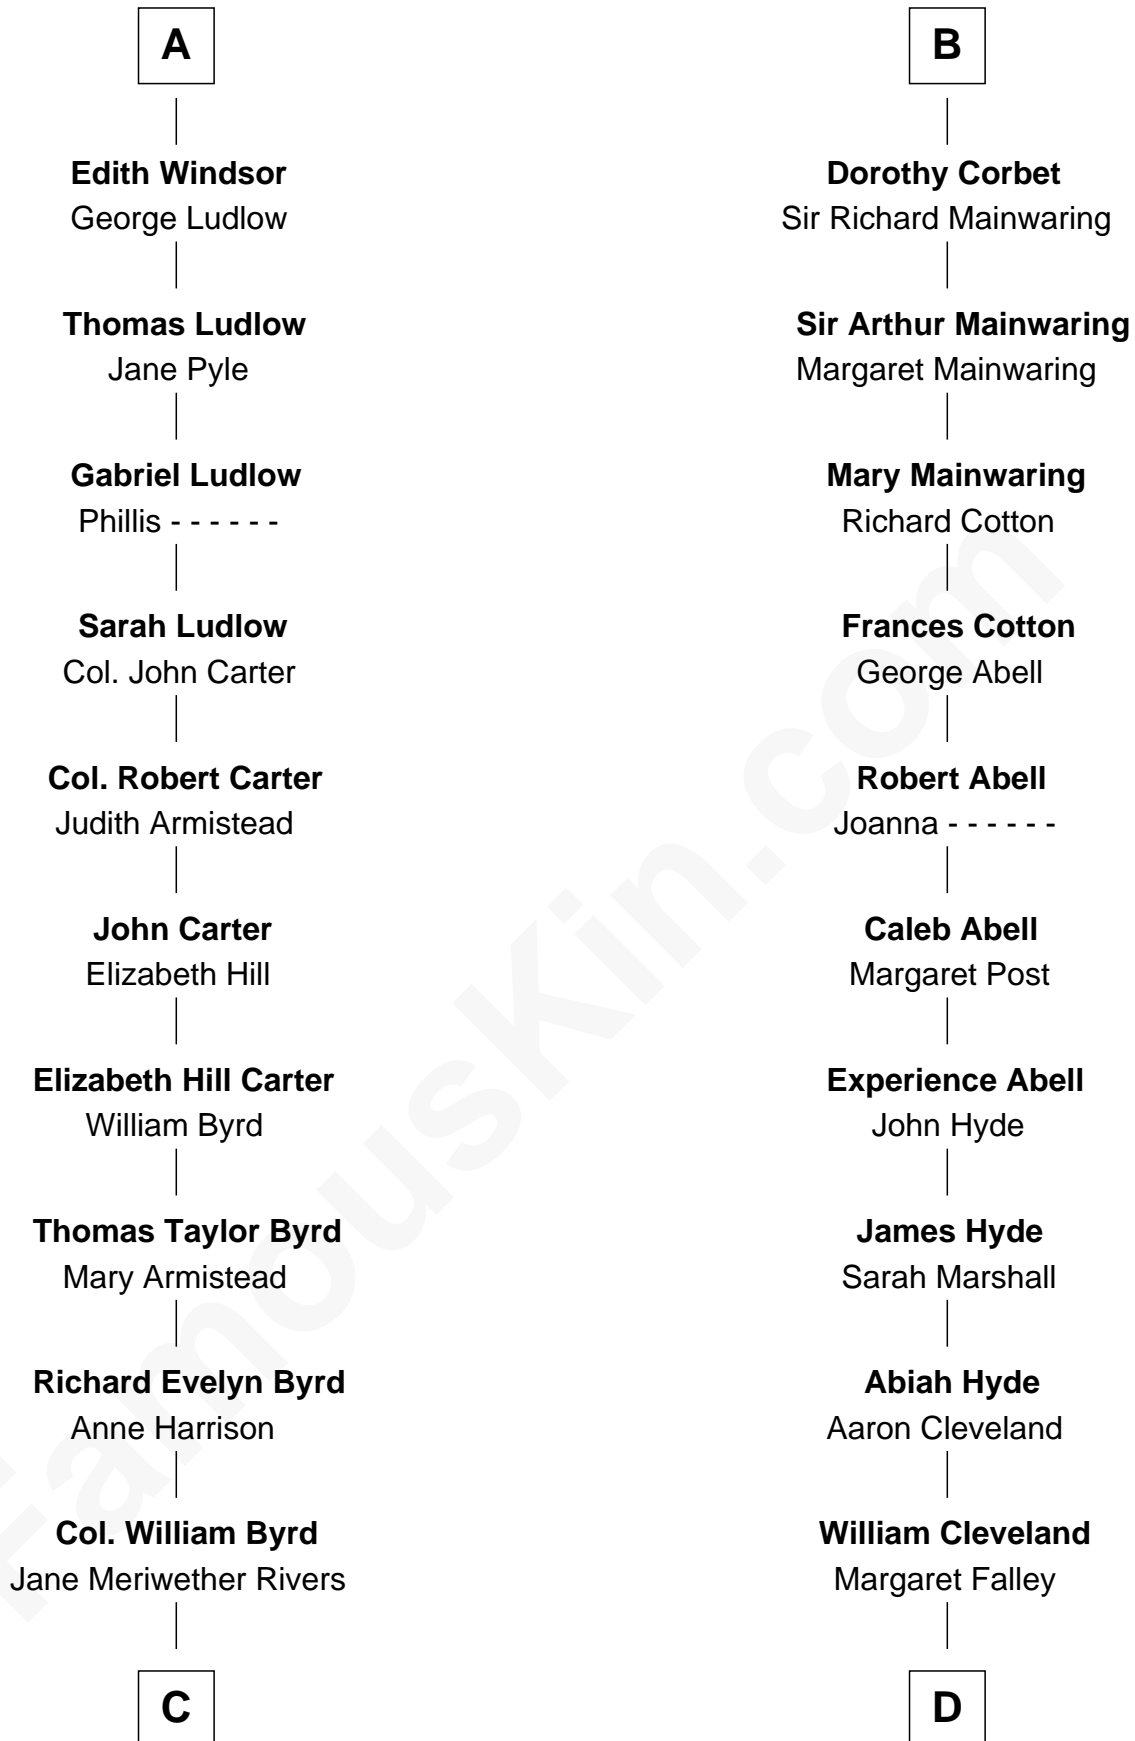 A
Edith Windsor
George Ludlow
Thomas Ludlow
Jane Pyle
Gabriel Ludlow
Phillis - - - - - -
Sarah Ludlow
Col. John Carter
Col. Robert Carter
Judith Armistead
John Carter
Elizabeth Hill
Elizabeth Hill Carter
William Byrd
Thomas Taylor Byrd
Mary Armistead
Richard Evelyn Byrd
Anne Harrison
Col. William Byrd
Jane Meriwether Rivers
C
B
Dorothy Corbet
Sir Richard Mainwaring
Sir Arthur Mainwaring
Margaret Mainwaring
Mary Mainwaring
Richard Cotton
Frances Cotton
George Abell
Robert Abell
Joanna - - - - - -
Caleb Abell
Margaret Post
Experience Abell
John Hyde
James Hyde
Sarah Marshall
Abiah Hyde
Aaron Cleveland
William Cleveland
Margaret Falley
D
FamousKin.com